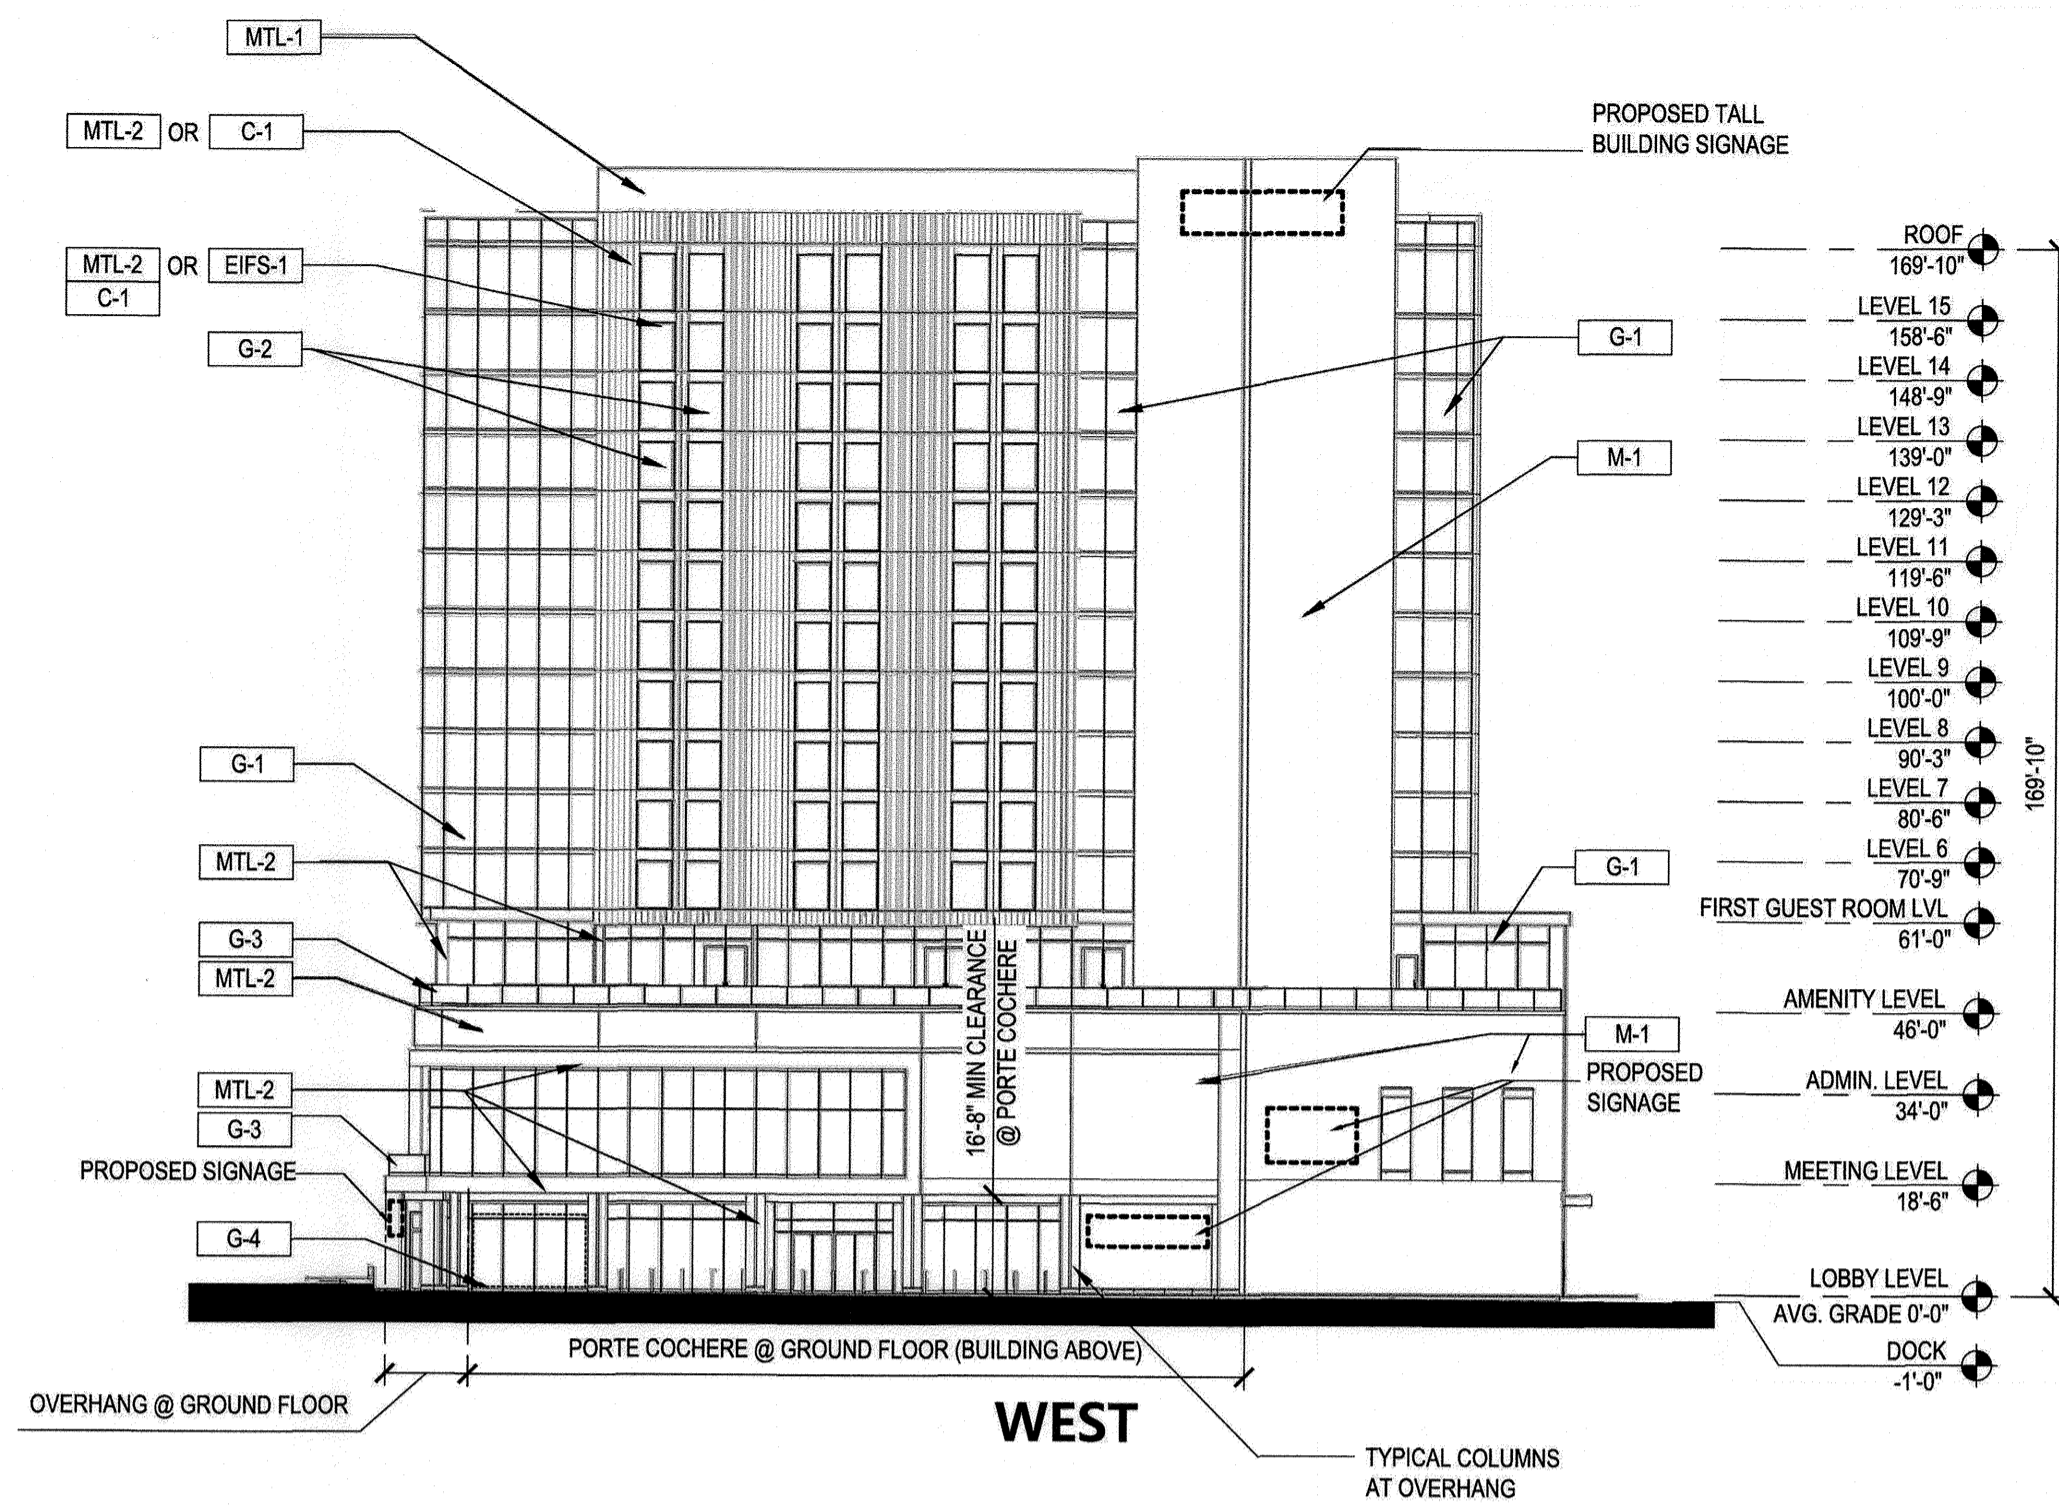 MTL-1
MTL-2 OR C-1
PROPOSED TALL
BUILDING SIGNAGE
MTL-2 OR EIFS-1
C-1
G-2
G-1
M-1
ROOF
169'-10"
LEVEL 15
158'-6"
LEVEL 14
148'-9"
LEVEL 13
139'-0"
LEVEL 12
129'-3"
LEVEL 11
119'-6"
LEVEL 10
109'-9"
LEVEL 9
100'-0"
LEVEL 8
90'-3"
LEVEL 7
80'-6"
LEVEL 6
70'-9"
FIRST GUEST ROOM LVL
61'-0"
AMENITY LEVEL
46'-0"
ADMIN. LEVEL
34'-0"
MEETING LEVEL
18'-6"
LOBBY LEVEL
AVG. GRADE 0'-0"
DOCK
-1'-0"
169'-10"
G-1
MTL-2
G-3
MTL-2
G-1
16'-8" MIN CLEARANCE
@ PORTE COCHERE
M-1
PROPOSED
SIGNAGE
MTL-2
G-3
PROPOSED SIGNAGE
G-4
PORTE COCHERE @ GROUND FLOOR (BUILDING ABOVE)
OVERHANG @ GROUND FLOOR
WEST
TYPICAL COLUMNS
AT OVERHANG